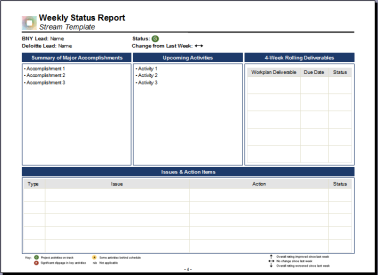 Weekly Status Report
Stream Template
BNY Lead: Name
Status:
Deloitte Lead: Name
Change from Last Week:
Summary of Major Accomplishments
Upcoming Activities
4-Week Rolling Deliverables
• Accomplishment 1
• Accomplishment 2
• Accomplishment 3
• Activity 1
• Activity 2
• Activity 3
Workplan Deliverable Due Date Status
Issues & Action Items
Type Issue Action Status
Key: Project activities on track
Some activities behind schedule
Significant slippage in key activities
Not applicable
Overall rating improved since last week
No change since last week
Overall rating worsened since last week